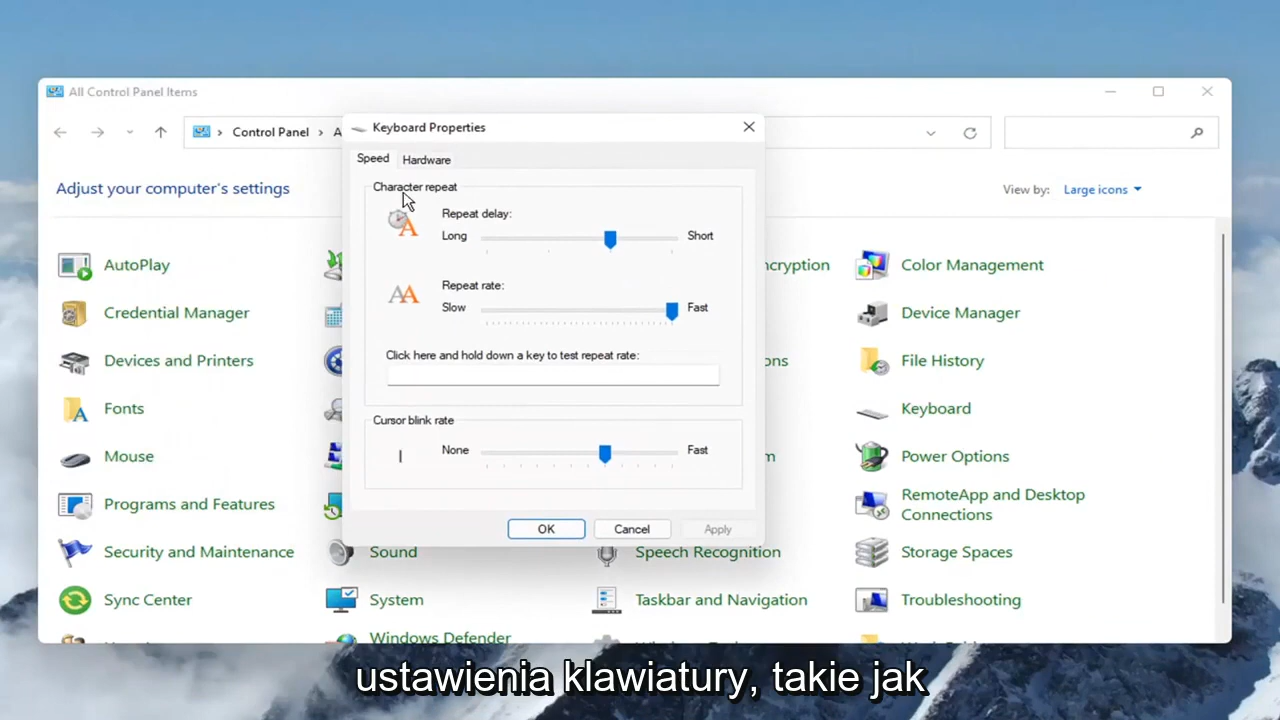 All Control Panel Items
Control Panel
A
Adjust your computer's settings
View by:
Large icons
Keyboard Properties
Speed
Hardware
Character repeat
Repeat delay:
Long
Short
Repeat rate:
Slow
Fast
Click here and hold down a key to test repeat rate:
Cursor blink rate
None
Fast
OK
Cancel
Apply
AutoPlay
ncryption
Color Management
Credential Manager
Device Manager
Devices and Printers
ons
File History
Fonts
Keyboard
Mouse
m
Power Options
Programs and Features
RemoteApp and Desktop
Connections
Security and Maintenance
Sound
Speech Recognition
Storage Spaces
Sync Center
System
Taskbar and Navigation
Troubleshooting
Windows Defender
ustawienia klawiatury, takie jak